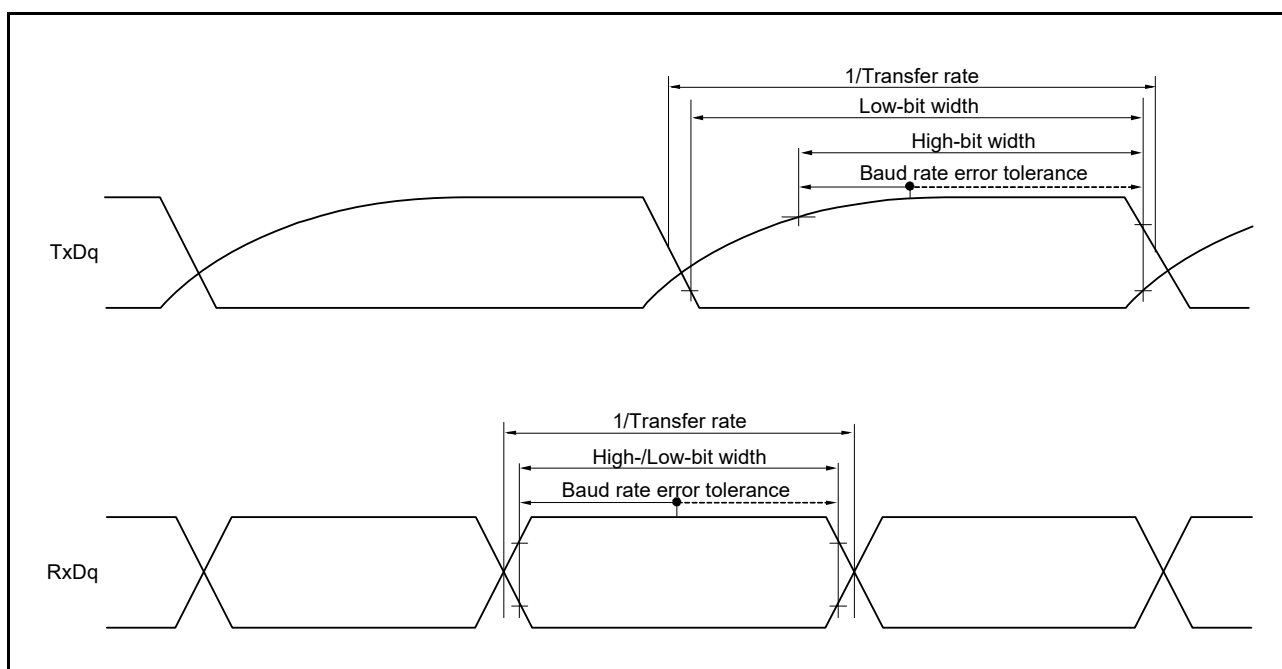 1/Transfer rate
Low-bit width
High-bit width
Baud rate error tolerance
TxDq
1/Transfer rate
High-/Low-bit width
Baud rate error tolerance
RxDq